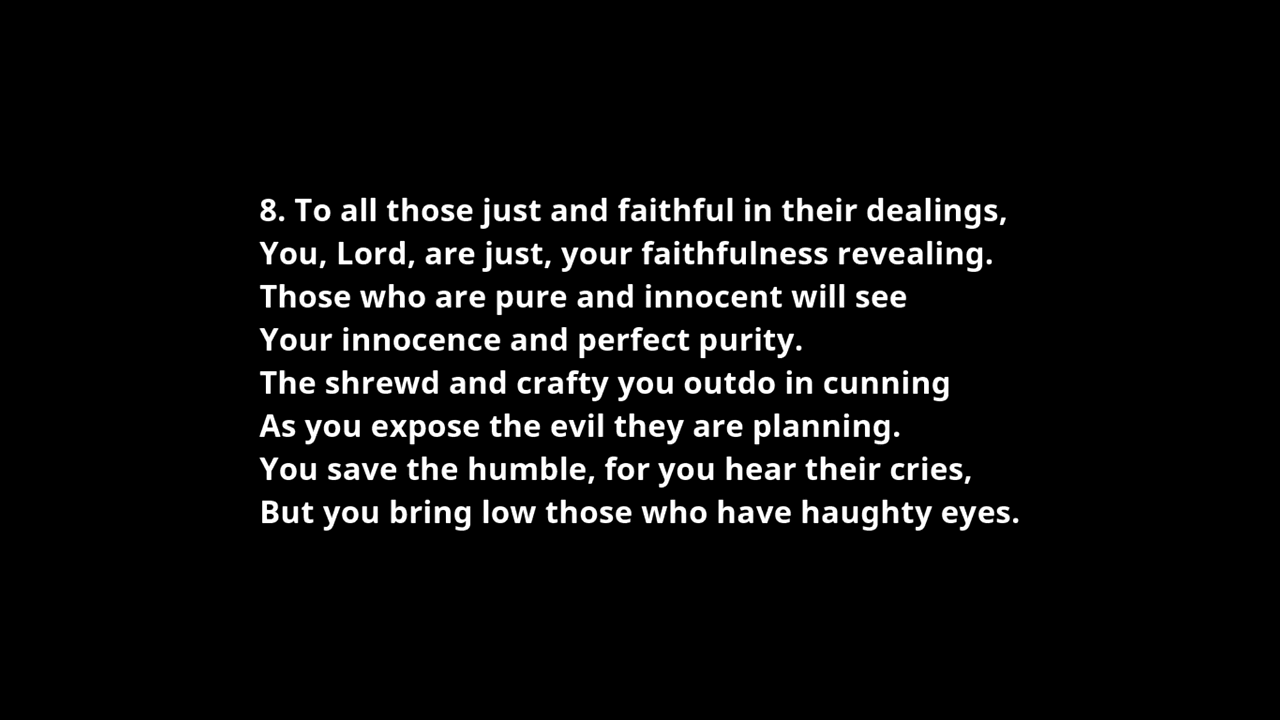 8. To all those just and faithful in their dealings,
You, Lord, are just, your faithfulness revealing.
Those who are pure and innocent will see
Your innocence and perfect purity.
The shrewd and crafty you outdo in cunning
As you expose the evil they are planning.
You save the humble, for you hear their cries,
But you bring low those who have haughty eyes.